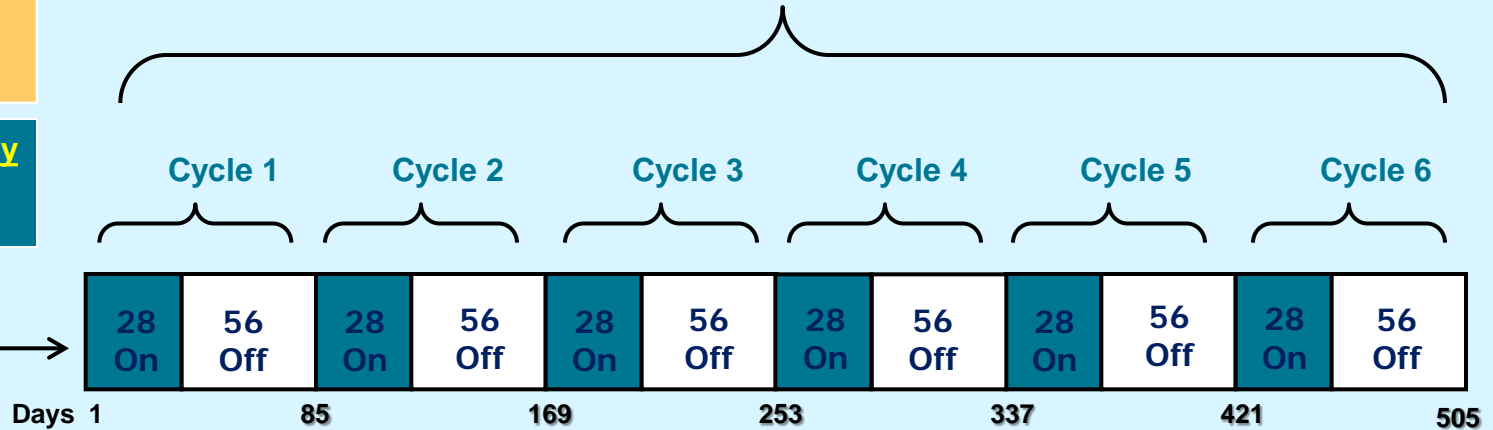 y
Cycle 1 Cycle 2 Cycle 3 Cycle 4 Cycle 5 Cycle 6
28 56 28 56 28 56 28 56 28 56 28 56
On Off On Off On Off On Off On Off On Off
Days 1 85 169 253 337 421 505